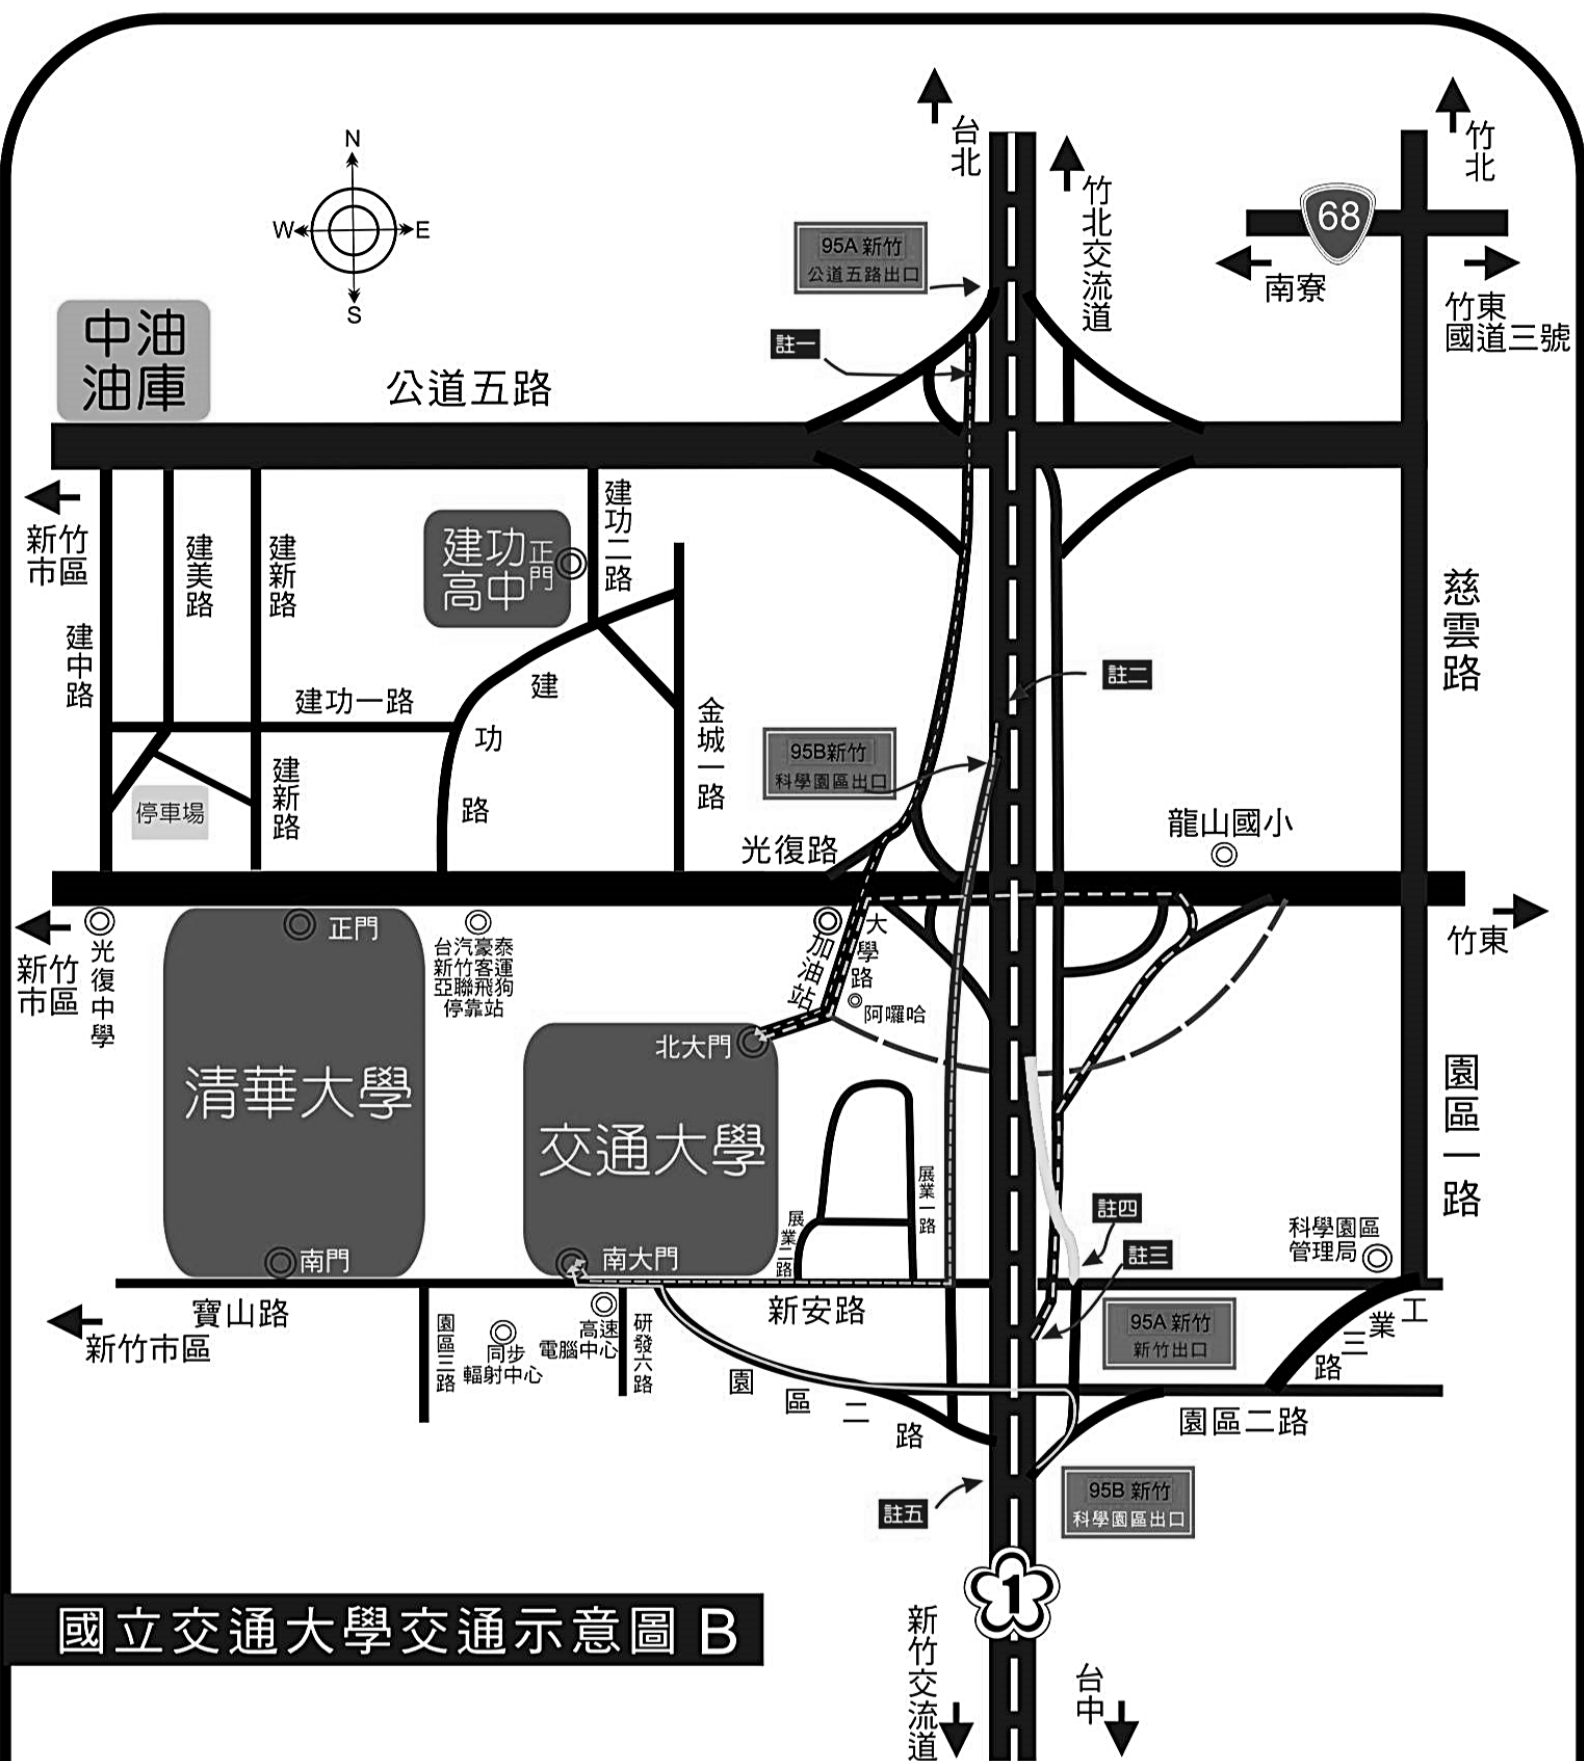 N
W
E
S
台北
竹北交流道
竹北
68
南寮
竹東
國道三號
95A 新竹
公道五路出口
註一
中油
油庫
公道五路
新竹
市區
建中路
建美路
建新路
建功
高中
正門
建功二路
建功一路
建功路
金城一路
停車場
建新路
註二
95B新竹
科學園區出口
慈雲路
龍山國小
光復路
竹東
新竹
市區
光復中學
正門
台汽豪泰
新竹客運
亞聯飛狗
停靠站
加油站
大學路
阿囉哈
清華大學
北大門
交通大學
園區一路
展業一路
展業二路
註四
註三
科學園區
管理局
南門
南大門
寶山路
新竹市區
新安路
園區三路
同步
輻射中心
高速
電腦中心
研發六路
園區二路
95A 新竹
新竹出口
工業三路
園區二路
註五
95B 新竹
科學園區出口
1
國立交通大學交通示意圖 B
新竹交流道
台中